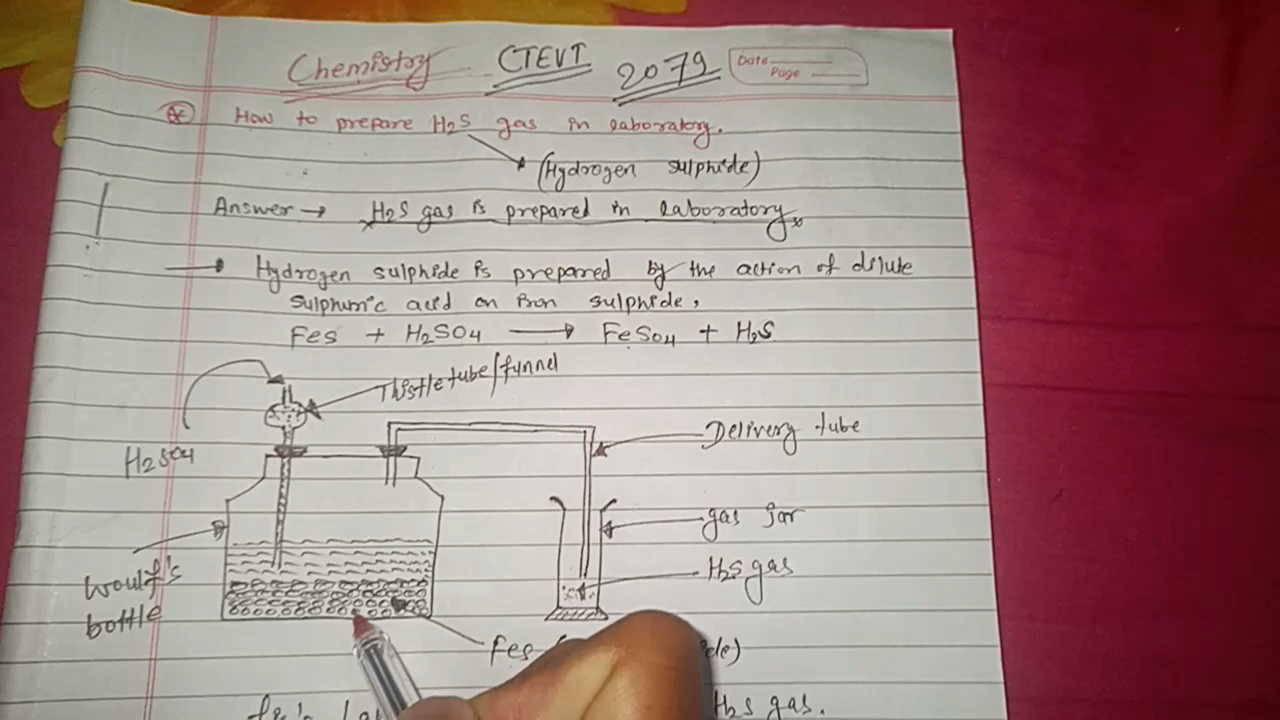 Chemistry CTEVT 2079
Date
Page
How to prepare H2S gas in laboratory.
(Hydrogen sulphide)
Answer → H2S gas is prepared in laboratory
→ Hydrogen sulphide is prepared by the action of dilute
sulphuric acid on iron sulphide,
Fes + H2SO4 → FeSO4 + H2S
Thistle tube/funnel
H2SO4
Delivery tube
gas jar
H2S gas
Woulf's
bottle
Fes
H2S gas.